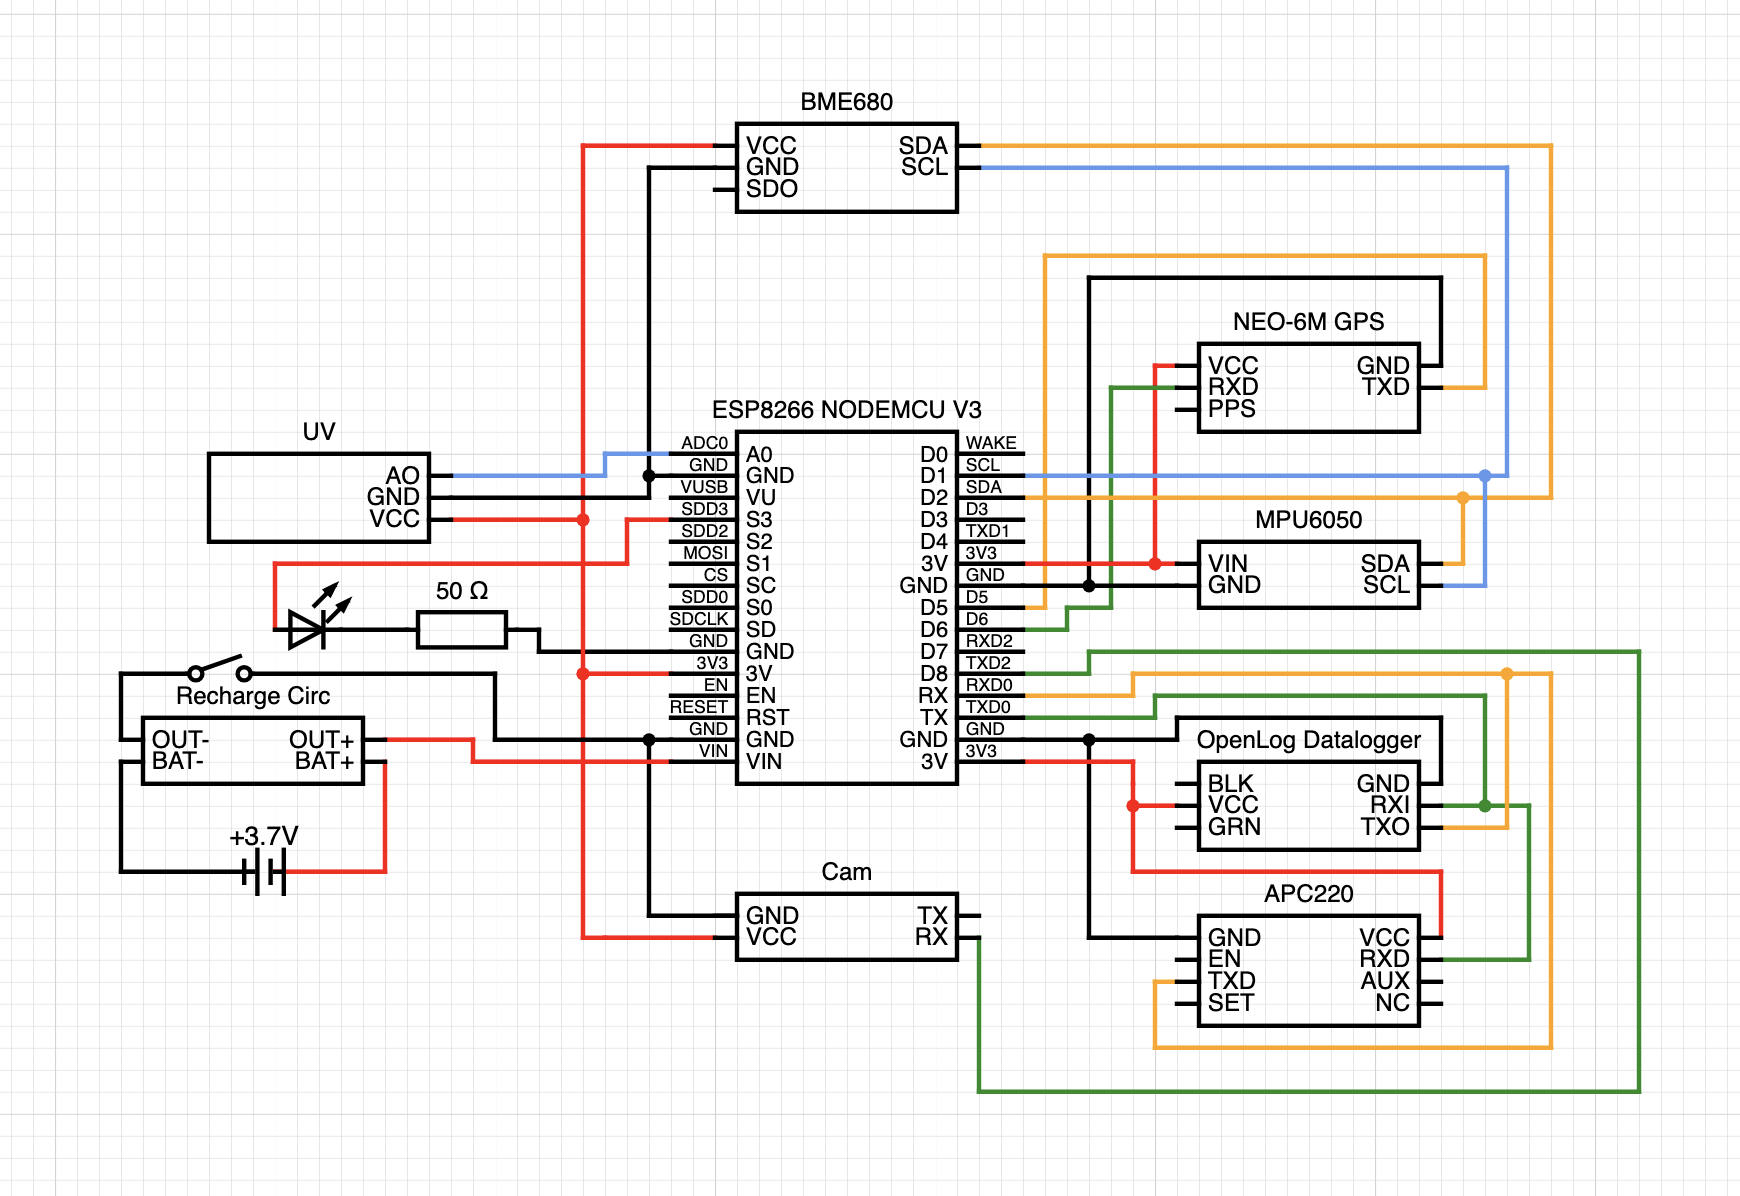 BME680
VCC
GND
SDO
SDA
SCL
NEO-6M GPS
VCC
RXD
PPS
GND
TXD
UV
AO
GND
VCC
ESP8266 NODEMCU V3
ADC0 A0
GND GND
VUSB VU
SDD3 S3
SDD2 S2
MOSI S1
CS SC
SDD0 S0
SDCLK SD
GND GND
3V3 3V
EN EN
RESET RST
GND GND
VIN VIN
D0 WAKE
D1 SCL
D2 SDA
D3 D3
D4 TXD1
3V 3V3
GND GND
D5 D5
D6 D6
D7 RXD2
D8 TXD2
RX RXD0
TX TXD0
GND GND
3V 3V3
MPU6050
VIN
GND
SDA
SCL
50 Ω
Recharge Circ
OUT-
BAT-
OUT+
BAT+
+3.7V
OpenLog Datalogger
BLK
VCC
GRN
GND
RXI
TXO
Cam
GND
VCC
TX
RX
APC220
GND
EN
TXD
SET
VCC
RXD
AUX
NC